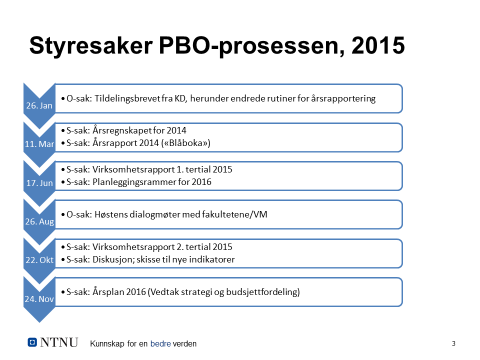 Styresaker PBO-prosessen, 2015
26. Jan
•O-sak: Tildelingsbrevet fra KD, herunder endrede rutiner for årsrapportering
11. Mar
•S-sak: Årsregnskapet for 2014
•S-sak: Årsrapport 2014 («Blåboka»)
17. Jun
•S-sak: Virksomhetsrapport 1. tertial 2015
•S-sak: Planleggingsrammer for 2016
26. Aug
•O-sak: Høstens dialogmøter med fakultetene/VM
22. Okt
•S-sak: Virksomhetsrapport 2. tertial 2015
•S-sak: Diskusjon; skisse til nye indikatorer
24. Nov
•S-sak: Årsplan 2016 (Vedtak strategi og budsjettfordeling)
NTNU Kunnskap for en bedre verden 3